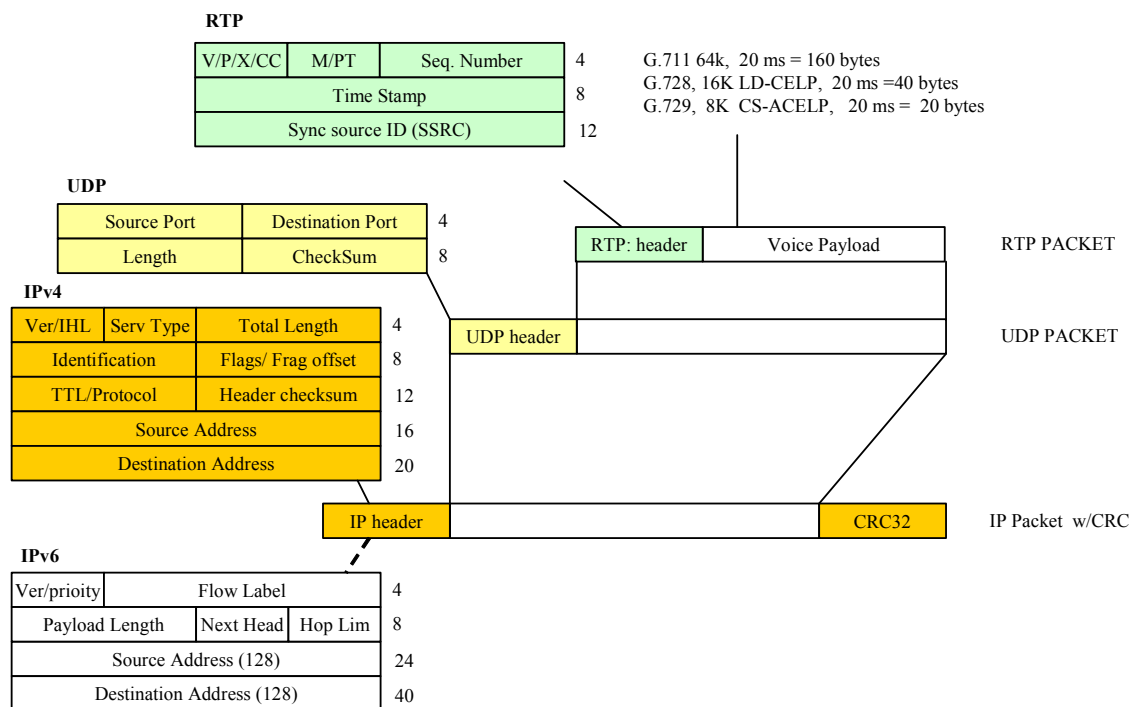 RTP
V/P/X/CC M/PT Seq. Number 4
Time Stamp 8
Sync source ID (SSRC) 12
G.711 64k, 20 ms = 160 bytes
G.728, 16K LD-CELP, 20 ms =40 bytes
G.729, 8K CS-ACELP, 20 ms = 20 bytes
UDP
Source Port Destination Port 4
Length CheckSum 8
RTP: header Voice Payload RTP PACKET
IPv4
Ver/IHL Serv Type Total Length 4
Identification Flags/ Frag offset 8
TTL/Protocol Header checksum 12
Source Address 16
Destination Address 20
UDP header UDP PACKET
IP header CRC32 IP Packet w/CRC
IPv6
Ver/prioity Flow Label 4
Payload Length Next Head Hop Lim 8
Source Address (128) 24
Destination Address (128) 40